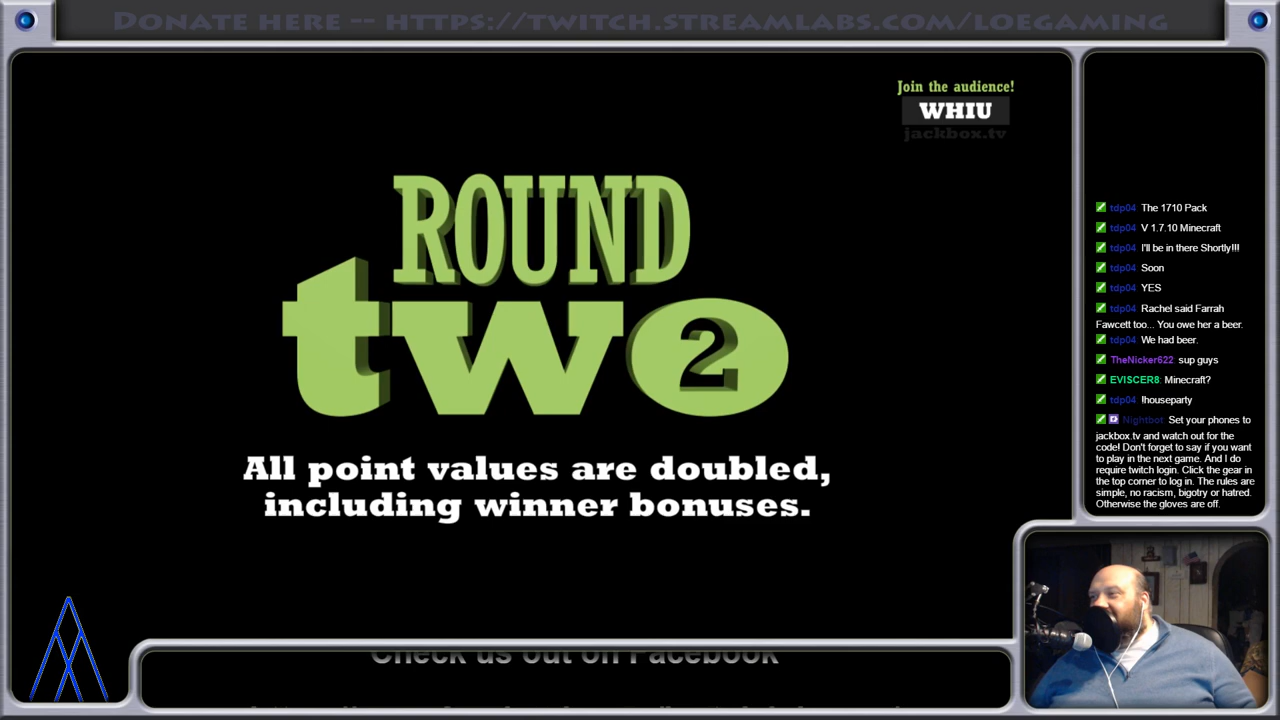 DONATE HERE -- HTTPS://TWITCH.STREAMLABS.COM/LOEGAMING
Join the audience!
WHIU
jackbox.tv
ROUND
two
2
All point values are doubled,
including winner bonuses.
tdp04 The 1710 Pack
tdp04 V 1.7.10 Minecraft
tdp04 I'll be in there Shortly!!!
tdp04 Soon
tdp04 YES
tdp04 Rachel said Farrah
Fawcett too... You owe her a beer.
tdp04 We had beer.
TheNicker622 sup guys
EVISCER8: Minecraft?
tdp04 !houseparty
Nightbot Set your phones to
jackbox.tv and watch out for the
code! Don't forget to say if you want
to play in the next game. And I do
require twitch login. Click the gear in
the top corner to log in. The rules are
simple, no racism, bigotry or hatred.
Otherwise the gloves are off.
Check us out on Facebook